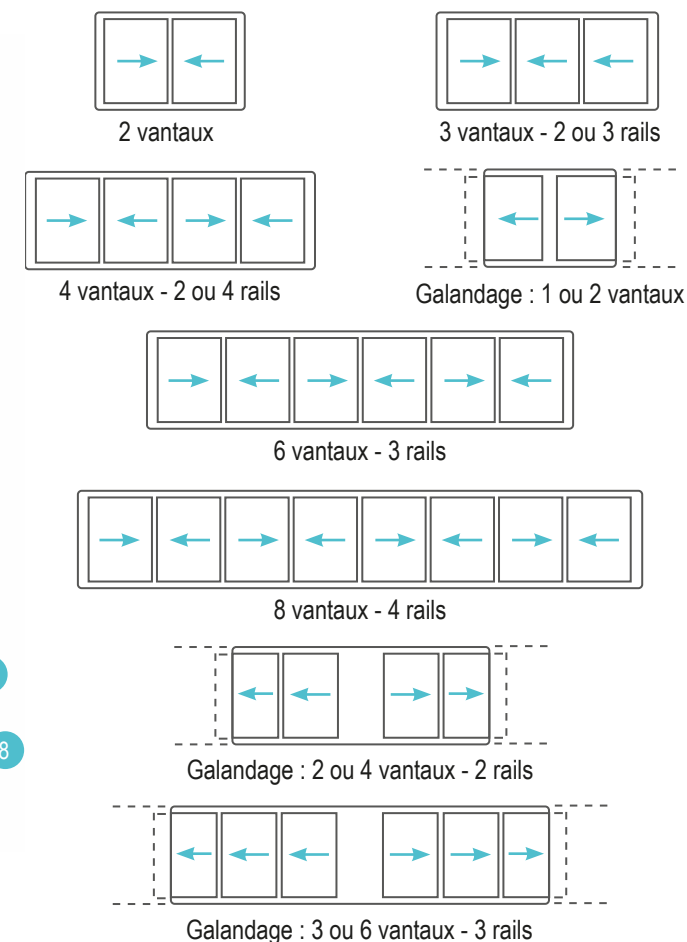 2 vantaux
3 vantaux - 2 ou 3 rails
4 vantaux - 2 ou 4 rails
Galandage : 1 ou 2 vantaux
6 vantaux - 3 rails
8 vantaux - 4 rails
8
Galandage : 2 ou 4 vantaux - 2 rails
Galandage : 3 ou 6 vantaux - 3 rails